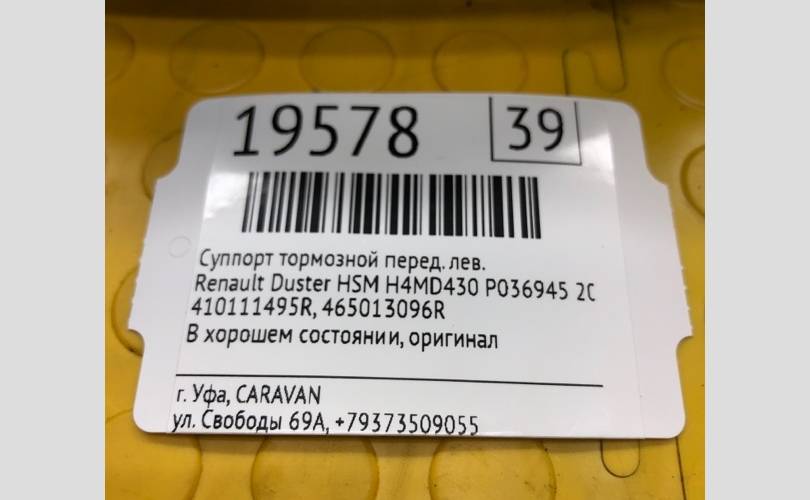 19578 39
Суппорт тормозной перед. лев.
Renault Duster HSM H4MD430 P036945
410111495R, 465013096R
В хорошем состоянии, оригинал
г. Уфа, CARAVAN
ул. Свободы 69А, +79373509055